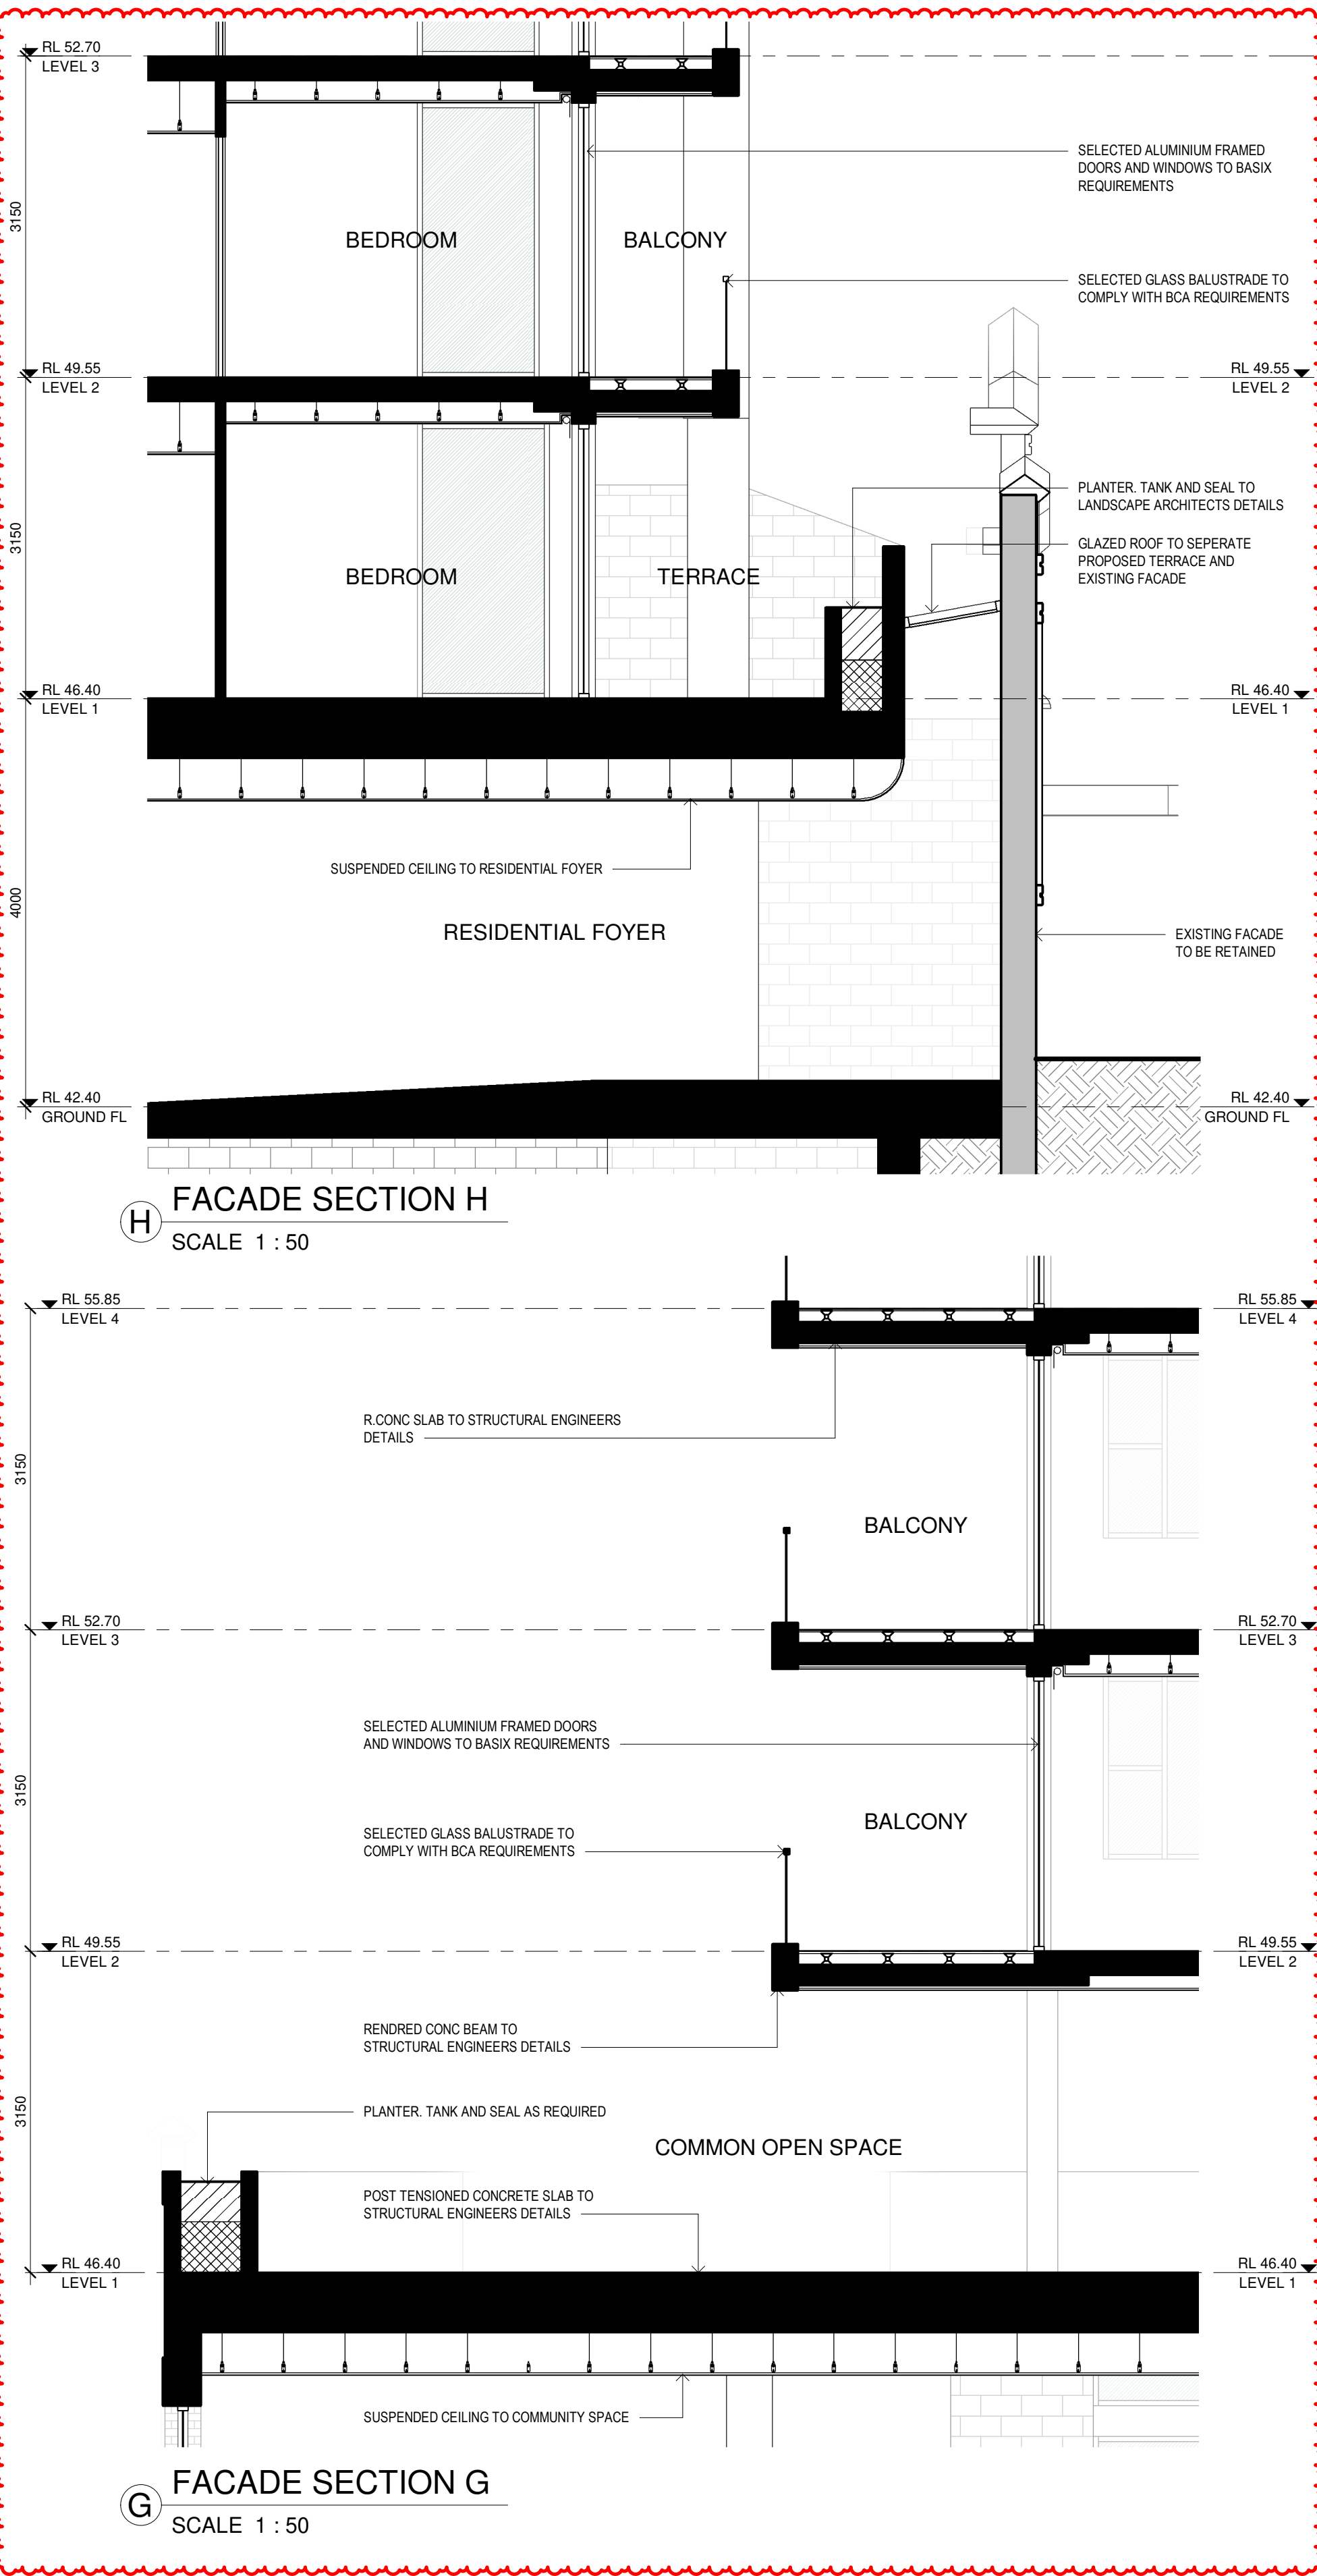 RL 52.70
LEVEL 3
SELECTED ALUMINIUM FRAMED
DOORS AND WINDOWS TO BASIX
REQUIREMENTS
3150
BEDROOM
BALCONY
SELECTED GLASS BALUSTRADE TO
COMPLY WITH BCA REQUIREMENTS
RL 49.55
LEVEL 2
RL 49.55
LEVEL 2
PLANTER. TANK AND SEAL TO
LANDSCAPE ARCHITECTS DETAILS
3150
GLAZED ROOF TO SEPERATE
PROPOSED TERRACE AND
EXISTING FACADE
BEDROOM
TERRACE
RL 46.40
LEVEL 1
RL 46.40
LEVEL 1
SUSPENDED CEILING TO RESIDENTIAL FOYER
4000
RESIDENTIAL FOYER
EXISTING FACADE
TO BE RETAINED
RL 42.40
GROUND FL
RL 42.40
GROUND FL
H
FACADE SECTION H
SCALE 1 : 50
RL 55.85
LEVEL 4
RL 55.85
LEVEL 4
R.CONC SLAB TO STRUCTURAL ENGINEERS
DETAILS
3150
BALCONY
RL 52.70
LEVEL 3
RL 52.70
LEVEL 3
SELECTED ALUMINIUM FRAMED DOORS
AND WINDOWS TO BASIX REQUIREMENTS
3150
BALCONY
SELECTED GLASS BALUSTRADE TO
COMPLY WITH BCA REQUIREMENTS
RL 49.55
LEVEL 2
RL 49.55
LEVEL 2
RENDRED CONC BEAM TO
STRUCTURAL ENGINEERS DETAILS
3150
PLANTER. TANK AND SEAL AS REQUIRED
COMMON OPEN SPACE
POST TENSIONED CONCRETE SLAB TO
STRUCTURAL ENGINEERS DETAILS
RL 46.40
LEVEL 1
RL 46.40
LEVEL 1
SUSPENDED CEILING TO COMMUNITY SPACE
G
FACADE SECTION G
SCALE 1 : 50